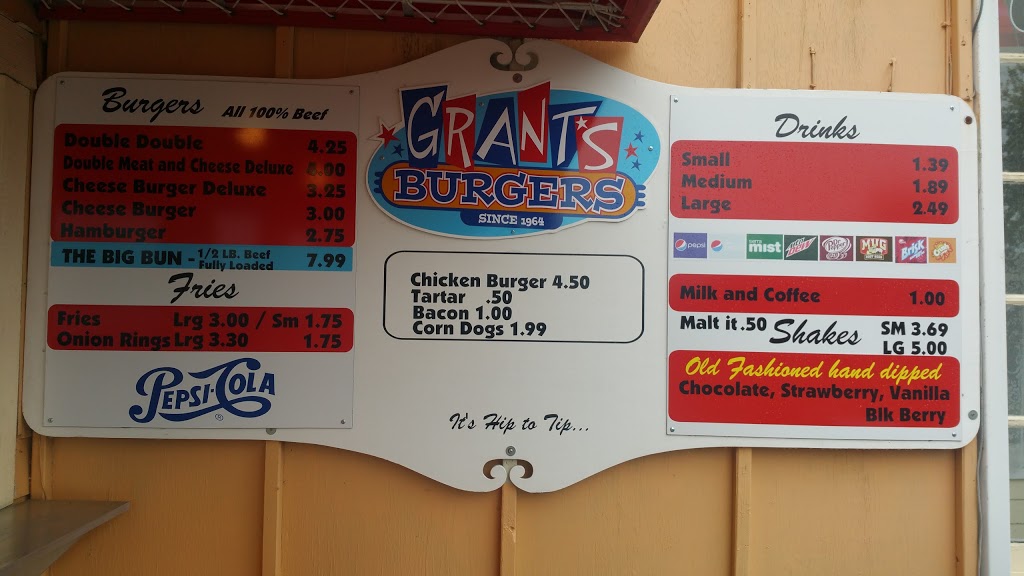 Burgers All 100% Beef
Double Double 4.25
Double Meat and Cheese Deluxe .00
Cheese Burger Deluxe 3.25
Cheese Burger 3.00
Hamburger 2.75
THE BIG BUN - 1/2 LB. Beef Fully Loaded 7.99
Fries
Fries Lrg 3.00 / Sm 1.75
Onion Rings Lrg 3.30 1.75
PEPSI-COLA
GRANT'S
BURGERS
SINCE 1964
Chicken Burger 4.50
Tartar .50
Bacon 1.00
Corn Dogs 1.99
It's Hip to Tip...
Drinks
Small 1.39
Medium 1.89
Large 2.49
pepsi mist MUG Brisk
Milk and Coffee 1.00
Malt it .50 Shakes SM 3.69
LG 5.00
Old Fashioned hand dipped
Chocolate, Strawberry, Vanilla
Blk Berry